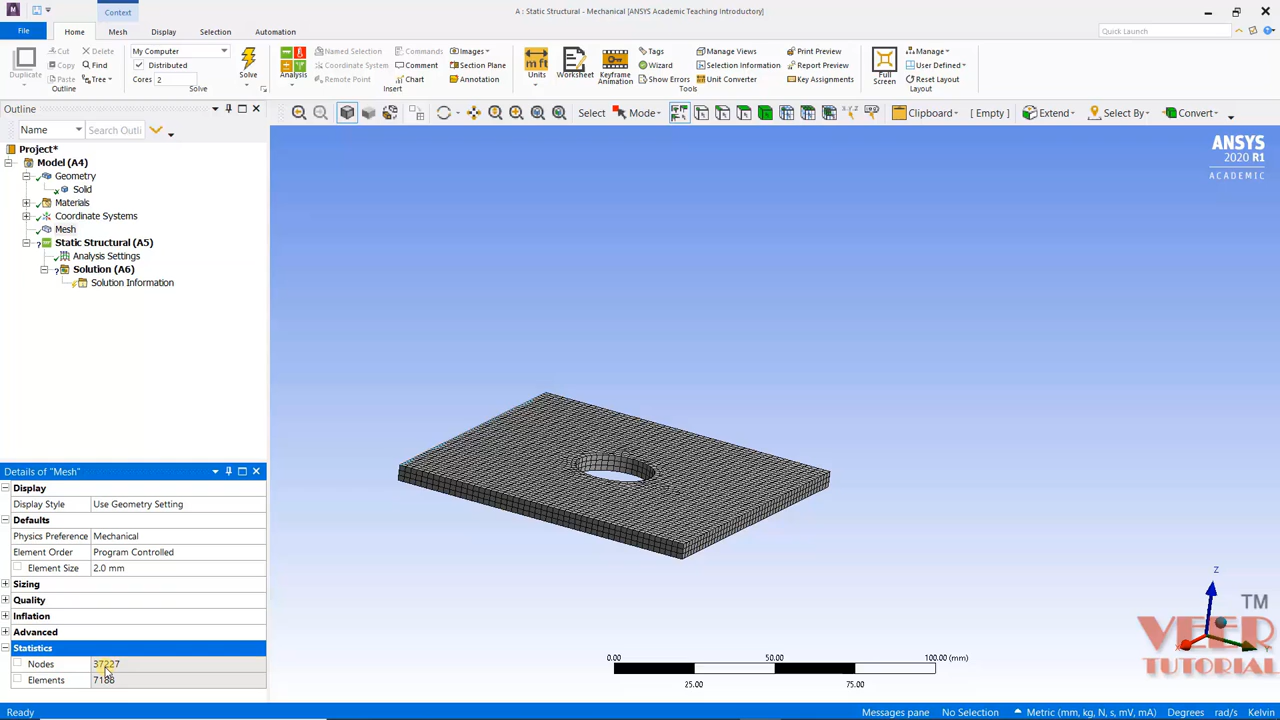 Context
A : Static Structural - Mechanical [ANSYS Academic Teaching Introductory]
File Home Mesh Display Selection Automation Quick Launch
Duplicate
Cut
Copy
Paste
Delete
Find
Tree
Outline
My Computer
Distributed
Cores 2
Solve
Solve
Analysis
Named Selection
Coordinate System
Remote Point
Commands
Comment
Chart
Images
Section Plane
Annotation
Insert
Units
Worksheet
Keyframe Animation
Tags
Wizard
Show Errors
Manage Views
Selection Information
Unit Converter
Print Preview
Report Preview
Key Assignments
Tools
Full Screen
Manage
User Defined
Reset Layout
Layout
Outline
Name Search Outli
Select Mode Clipboard [ Empty ] Extend Select By Convert
Project*
Model (A4)
Geometry
Solid
Materials
Coordinate Systems
Mesh
Static Structural (A5)
Analysis Settings
Solution (A6)
Solution Information
ANSYS
2020 R1
ACADEMIC
Details of "Mesh"
Display
Display Style Use Geometry Setting
Defaults
Physics Preference Mechanical
Element Order Program Controlled
Element Size 2.0 mm
Sizing
Quality
Inflation
Advanced
Statistics
Nodes 37227
Elements 7188
0.00 50.00 100.00 (mm)
25.00 75.00
Z
TM
VEER
TUTORIAL
Ready Messages pane No Selection Metric (mm, kg, N, s, mV, mA) Degrees rad/s Kelvin